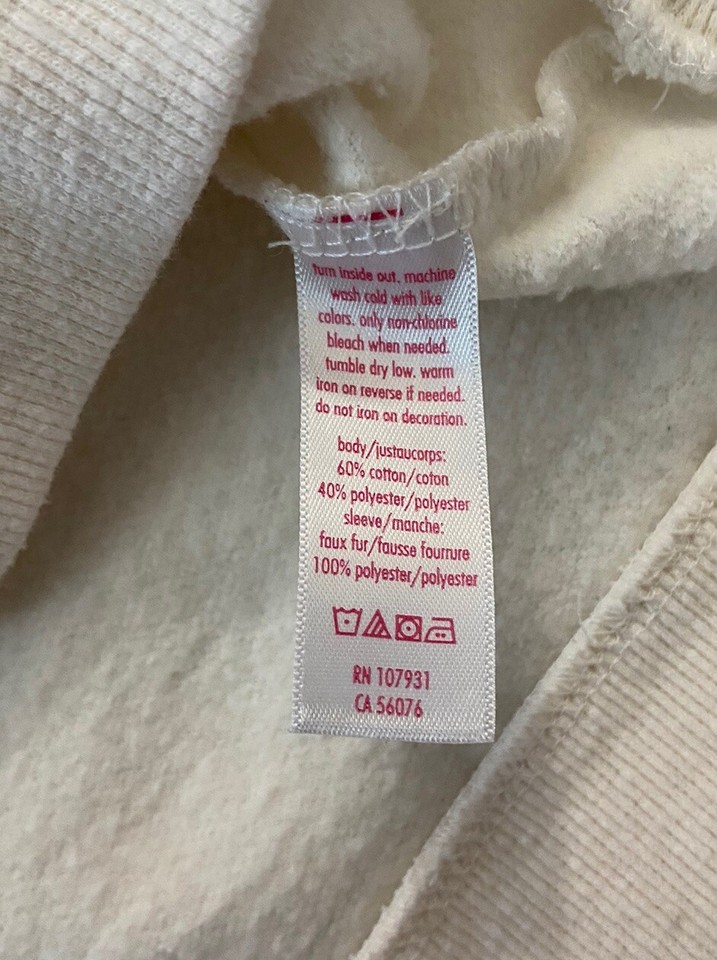 turn inside out. machine
wash cold with like
colors. only non-chlorine
bleach when needed.
tumble dry low. warm
iron on reverse if needed.
do not iron on decoration.
body/justaucorps:
60% cotton/coton
40% polyester/polyester
sleeve/manche:
faux fur/fausse fourrure
100% polyester/polyester
RN 107931
CA 56076